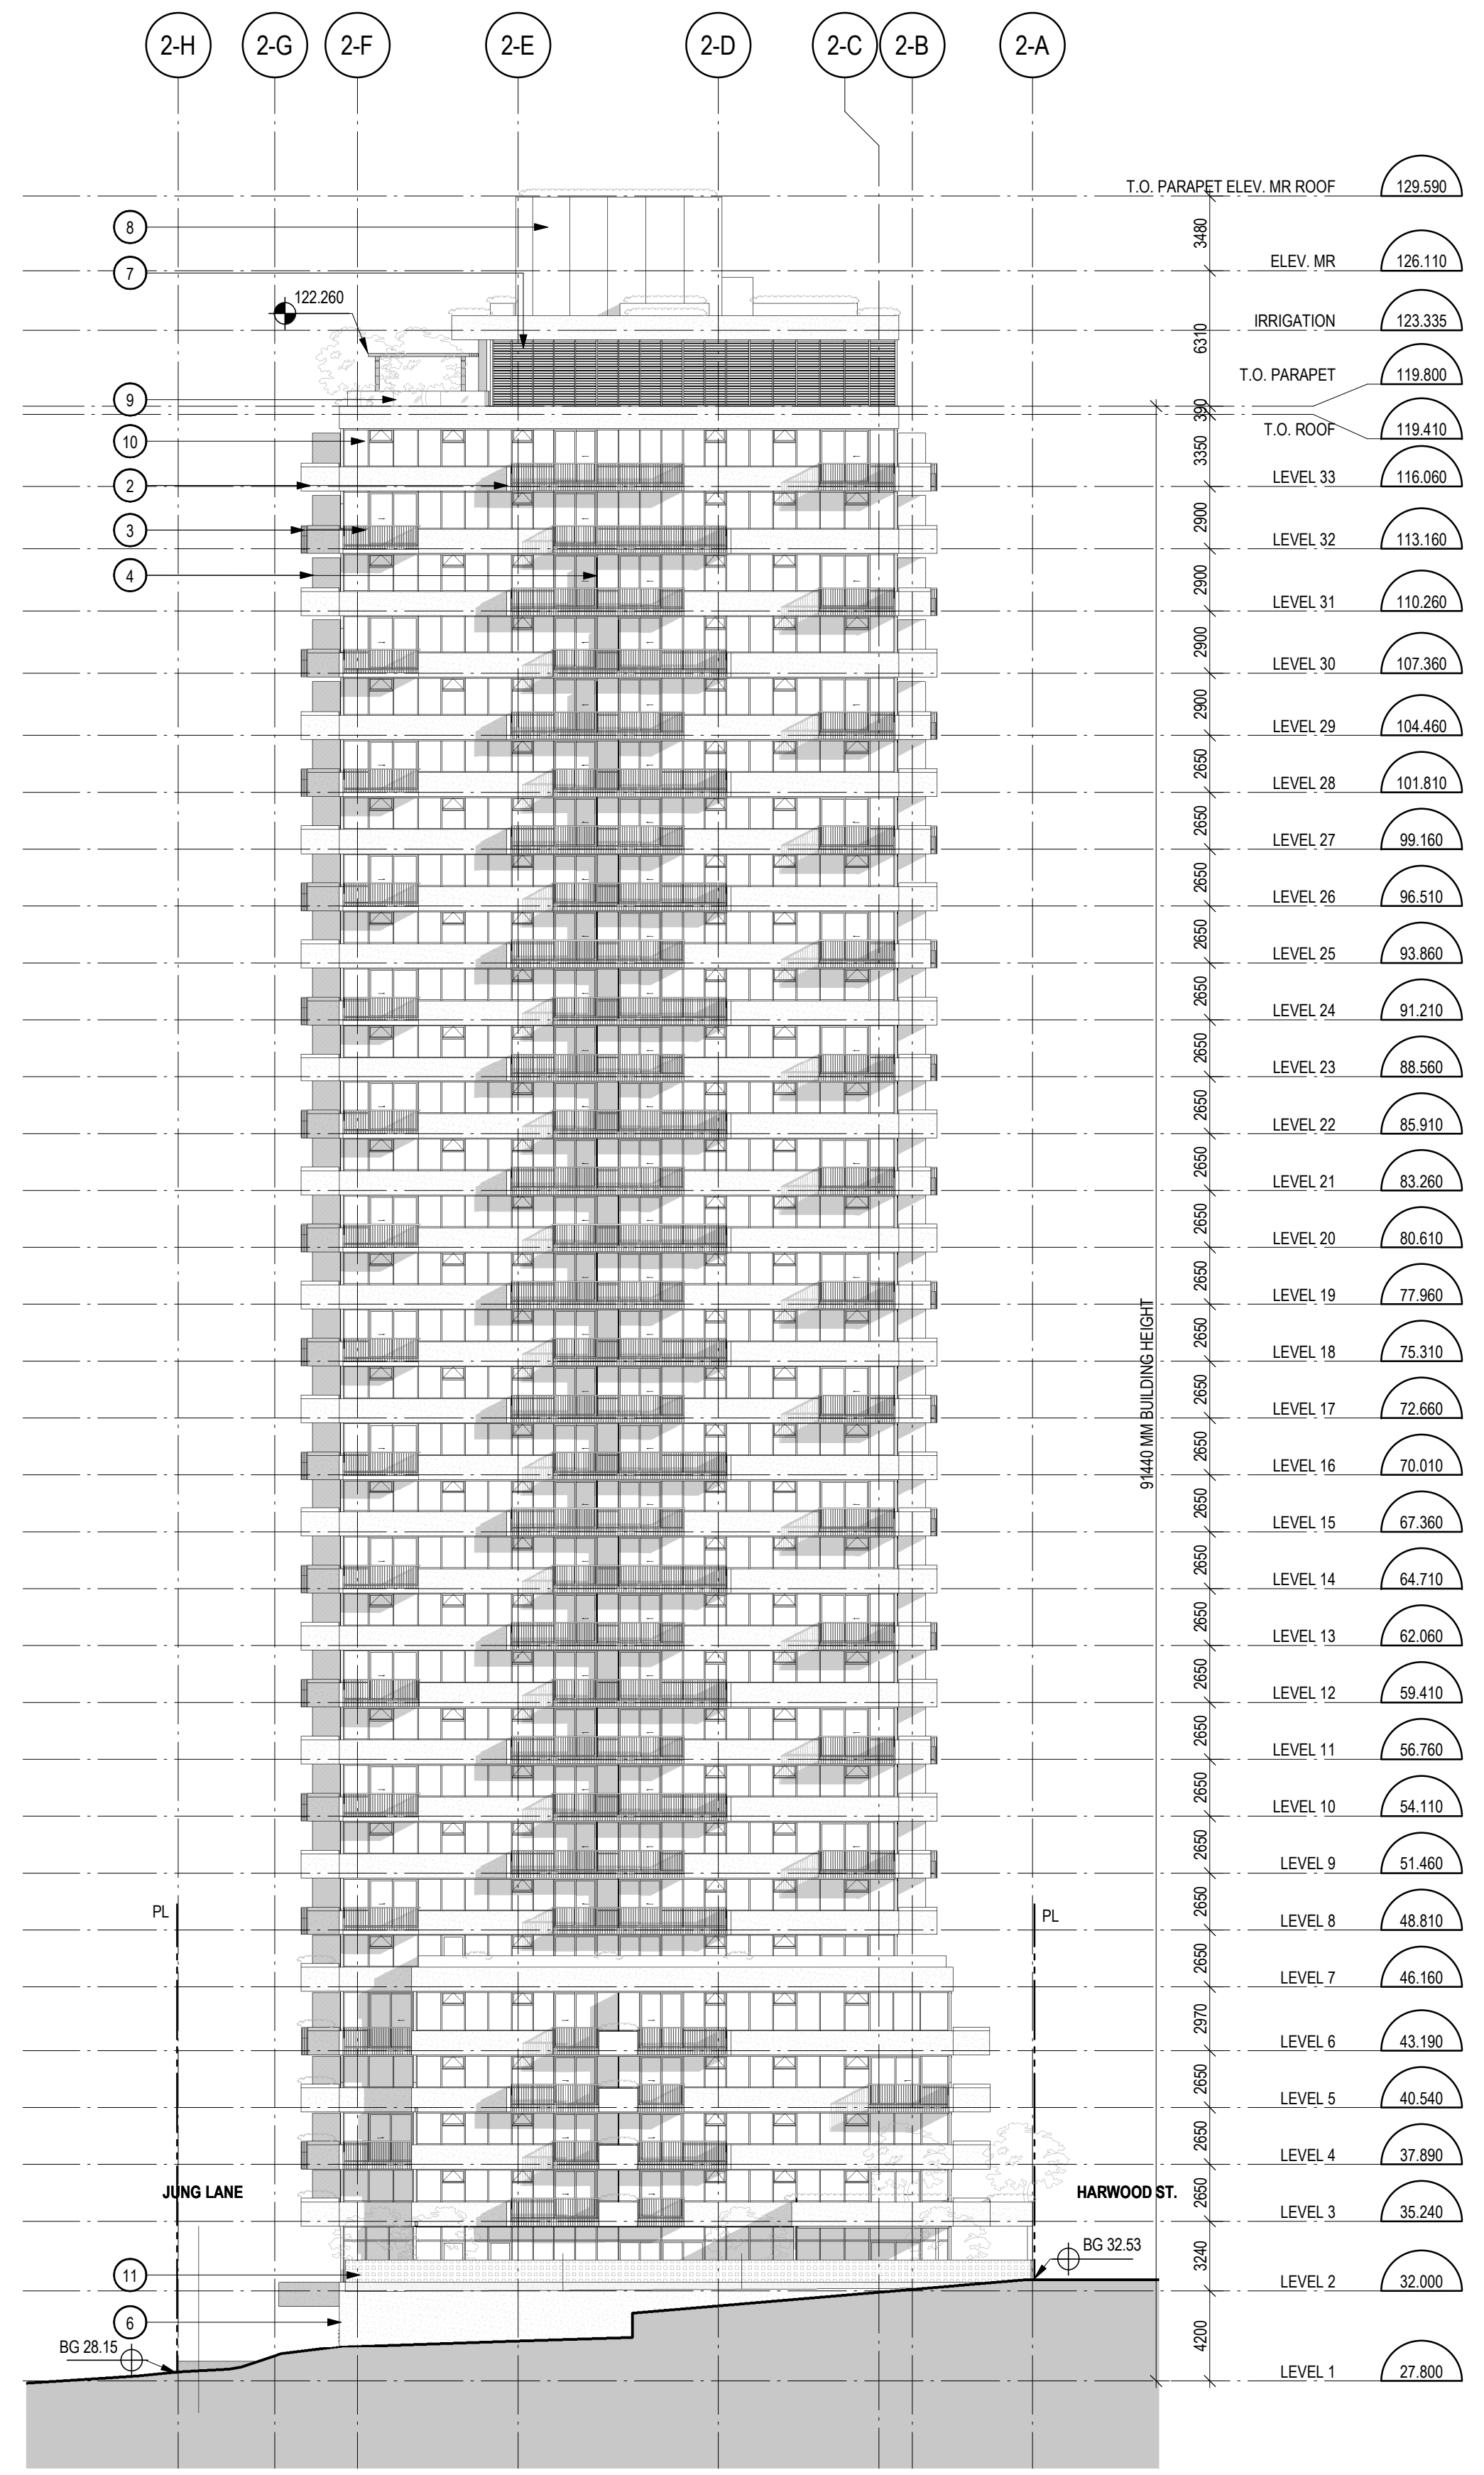 2-H 2-G 2-F 2-E 2-D 2-C 2-B 2-A
T.O. PARAPET ELEV. MR ROOF 129.590
3480
8
ELEV. MR 126.110
7
122.260
IRRIGATION 123.335
6310
T.O. PARAPET 119.800
9
390
T.O. ROOF 119.410
10
3350
LEVEL 33 116.060
2
2900
LEVEL 32 113.160
3
2900
4
LEVEL 31 110.260
2900
LEVEL 30 107.360
2900
LEVEL 29 104.460
2650
LEVEL 28 101.810
2650
LEVEL 27 99.160
2650
LEVEL 26 96.510
2650
LEVEL 25 93.860
2650
LEVEL 24 91.210
2650
LEVEL 23 88.560
2650
LEVEL 22 85.910
2650
LEVEL 21 83.260
2650
LEVEL 20 80.610
2650
LEVEL 19 77.960
2650
91440 MM BUILDING HEIGHT
LEVEL 18 75.310
2650
LEVEL 17 72.660
2650
LEVEL 16 70.010
2650
LEVEL 15 67.360
2650
LEVEL 14 64.710
2650
LEVEL 13 62.060
2650
LEVEL 12 59.410
2650
LEVEL 11 56.760
2650
LEVEL 10 54.110
2650
LEVEL 9 51.460
2650
PL PL
LEVEL 8 48.810
2650
LEVEL 7 46.160
2970
LEVEL 6 43.190
2650
LEVEL 5 40.540
2650
LEVEL 4 37.890
JUNG LANE HARWOOD ST.
2650
LEVEL 3 35.240
BG 32.53
3240
11
LEVEL 2 32.000
6
4200
BG 28.15
LEVEL 1 27.800